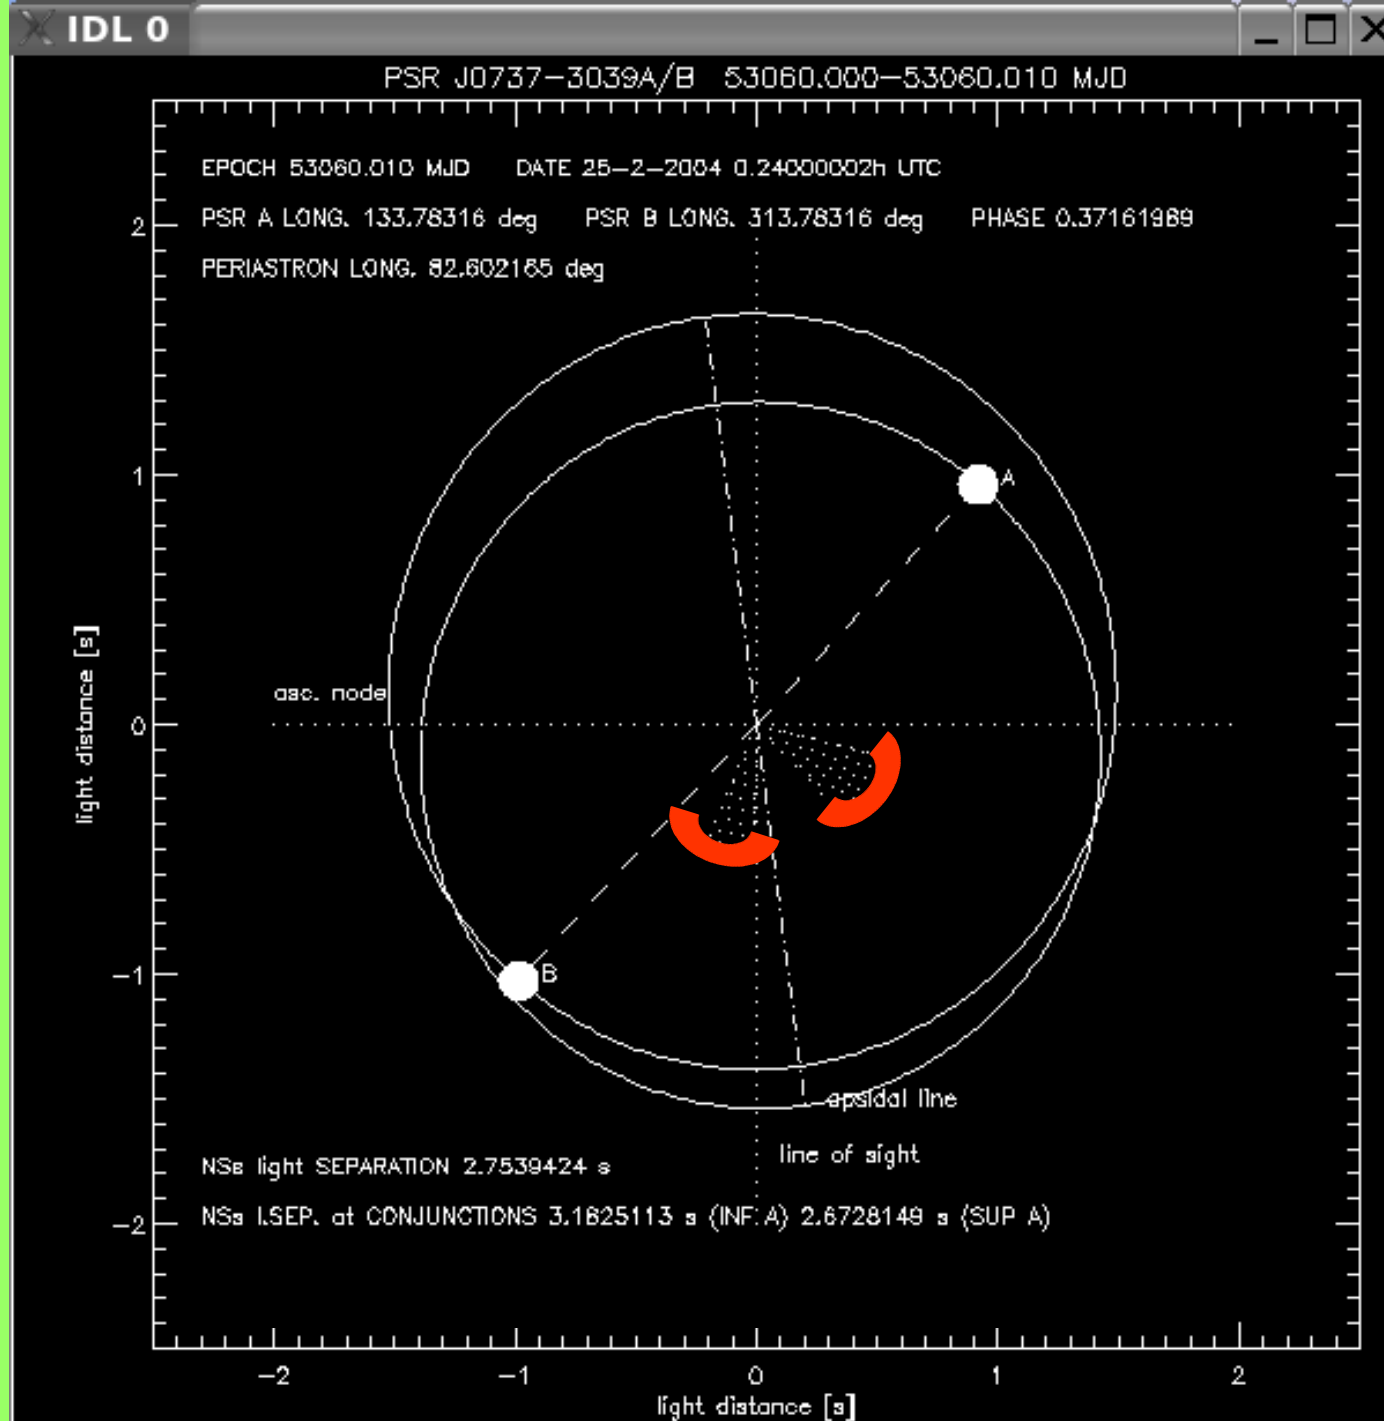 IDL 0
PSR J0737-3039A/B 53060.000-53060.010 MJD
EPOCH 53060.010 MJD DATE 25-2-2004 0.24000002h UTC
PSR A LONG. 133.78316 deg PSR B LONG. 313.78316 deg PHASE 0.37161989
PERIASTRON LONG. 82.602165 deg
2
1
0
-1
-2
light distance [s]
A
asc. node
B
apsidal line
line of sight
NSs light SEPARATION 2.7539424 s
NSs l.SEP. at CONJUNCTIONS 3.1625113 s (INF. A) 2.6728149 s (SUP A)
-2 -1 0 1 2
light distance [s]